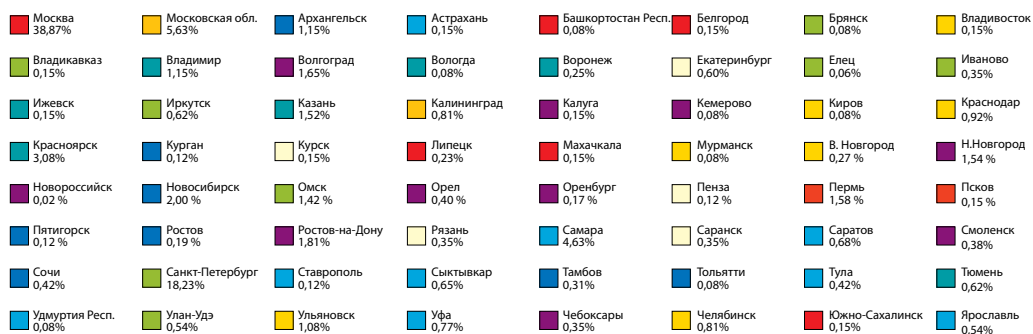 Москва
38,87%
Московская обл.
5,63%
Архангельск
1,15%
Астрахань
0,15%
Башкортостан Респ.
0,08%
Белгород
0,15%
Брянск
0,08%
Владивосток
0,15%
Владикавказ
0,15%
Владимир
1,15%
Волгоград
1,65%
Вологда
0,08%
Воронеж
0,25%
Екатеринбург
0,60%
Елец
0,06%
Иваново
0,35%
Ижевск
0,15%
Иркутск
0,62%
Казань
1,52%
Калининград
0,81%
Калуга
0,15%
Кемерово
0,08%
Киров
0,08%
Краснодар
0,92%
Красноярск
3,08%
Курган
0,12%
Курск
0,15%
Липецк
0,23%
Махачкала
0,15%
Мурманск
0,08%
В. Новгород
0,27 %
Н.Новгород
1,54 %
Новороссийск
0,02 %
Новосибирск
2,00 %
Омск
1,42 %
Орел
0,40 %
Оренбург
0,17 %
Пенза
0,12 %
Пермь
1,58 %
Псков
0,15 %
Пятигорск
0,12 %
Ростов
0,19 %
Ростов-на-Дону
1,81%
Рязань
0,35%
Самара
4,63%
Саранск
0,35%
Саратов
0,68%
Смоленск
0,38%
Сочи
0,42%
Санкт-Петербург
18,23%
Ставрополь
0,12%
Сыктывкар
0,65%
Тамбов
0,31%
Тольятти
0,08%
Тула
0,42%
Тюмень
0,62%
Удмуртия Респ.
0,08%
Улан-Удэ
0,54%
Ульяновск
1,08%
Уфа
0,77%
Чебоксары
0,35%
Челябинск
0,81%
Южно-Сахалинск
0,15%
Ярославль
0.54%